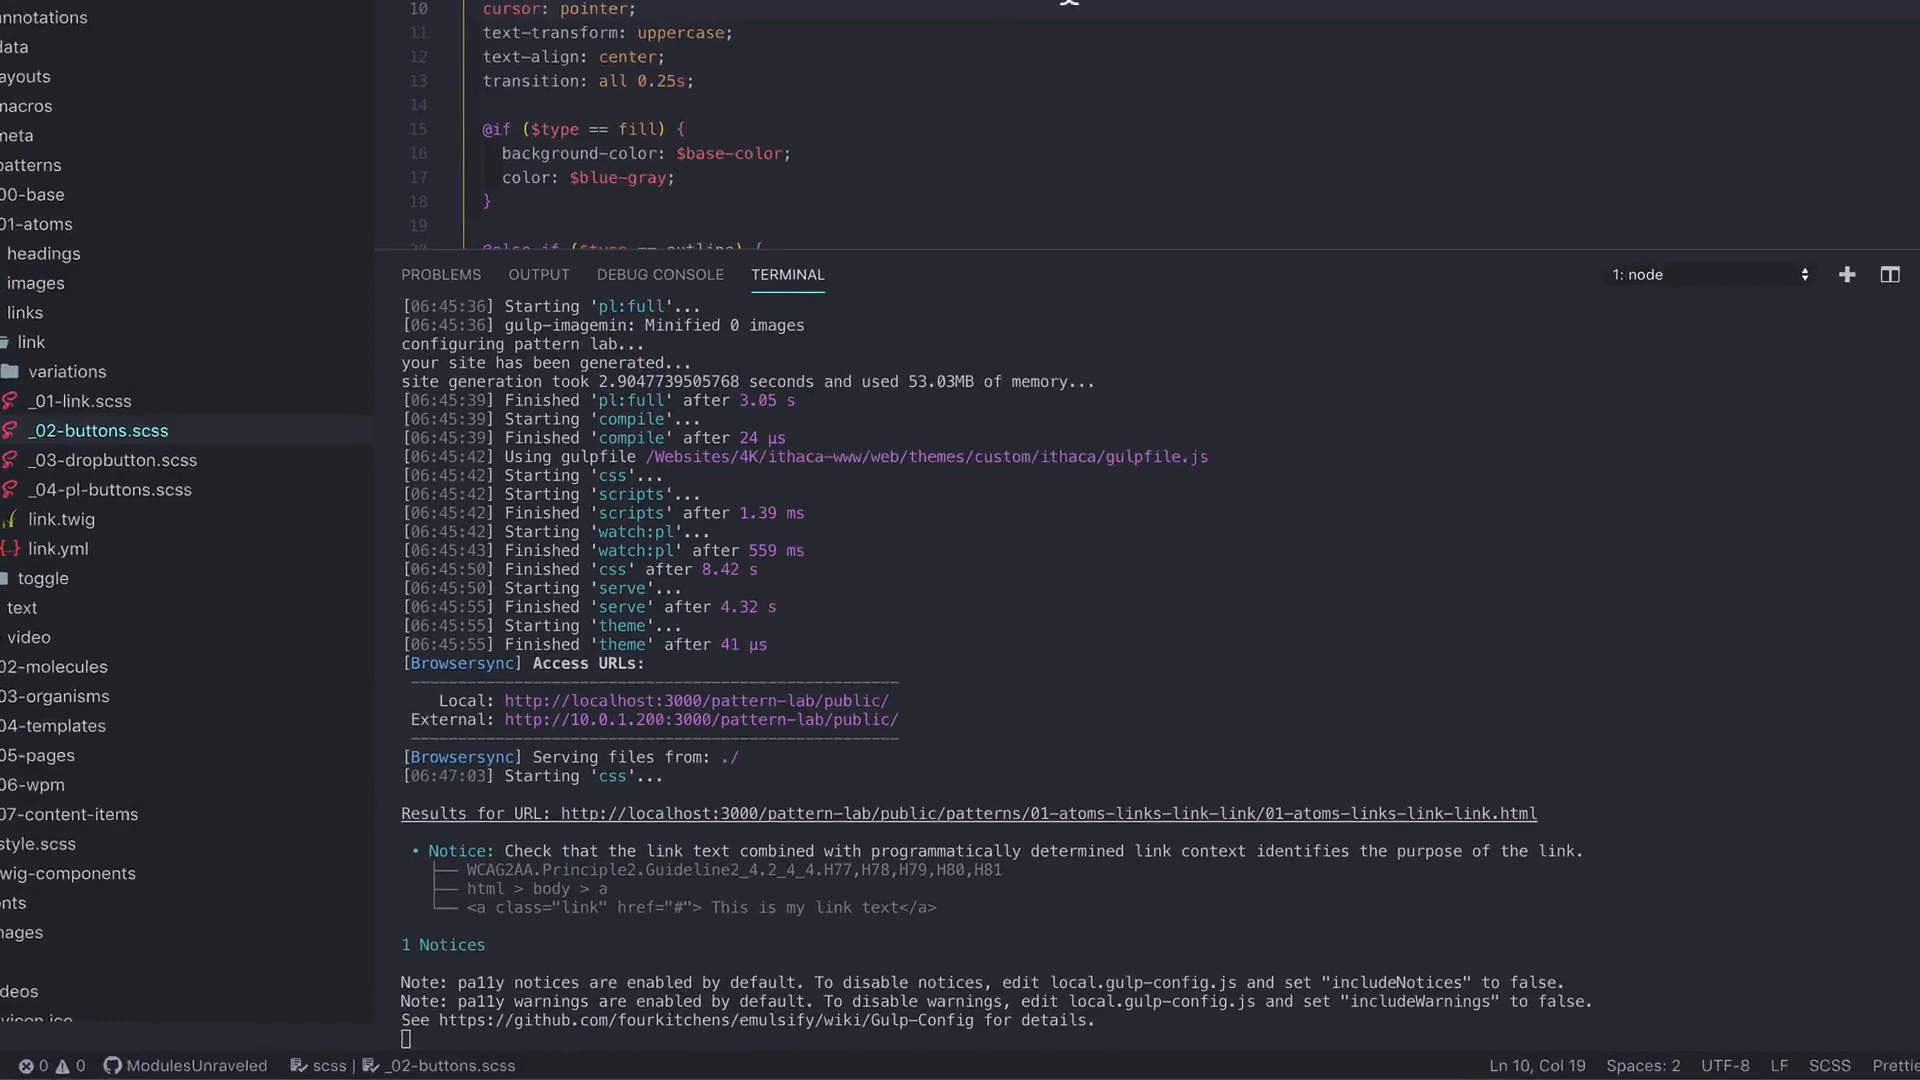 nnotations
data
ayouts
macros
meta
patterns
00-base
01-atoms
headings
images
links
link
variations
_01-link.scss
_02-buttons.scss
_03-dropbutton.scss
_04-pl-buttons.scss
link.twig
link.yml
toggle
text
video
02-molecules
03-organisms
04-templates
05-pages
06-wpm
07-content-items
style.scss
wig-components
nts
mages
deos
vicon.ico
10 cursor: pointer;
11 text-transform: uppercase;
12 text-align: center;
13 transition: all 0.25s;
14
15 @if ($type == fill) {
16 background-color: $base-color;
17 color: $blue-gray;
18 }
19
20 @else if ($type == outline) {
PROBLEMS OUTPUT DEBUG CONSOLE TERMINAL 1: node
[06:45:36] Starting 'pl:full'...
[06:45:36] gulp-imagemin: Minified 0 images
configuring pattern lab...
your site has been generated...
site generation took 2.9047739505768 seconds and used 53.03MB of memory...
[06:45:39] Finished 'pl:full' after 3.05 s
[06:45:39] Starting 'compile'...
[06:45:39] Finished 'compile' after 24 μs
[06:45:42] Using gulpfile /Websites/4K/ithaca-www/web/themes/custom/ithaca/gulpfile.js
[06:45:42] Starting 'css'...
[06:45:42] Starting 'scripts'...
[06:45:42] Finished 'scripts' after 1.39 ms
[06:45:42] Starting 'watch:pl'...
[06:45:43] Finished 'watch:pl' after 559 ms
[06:45:50] Finished 'css' after 8.42 s
[06:45:50] Starting 'serve'...
[06:45:55] Finished 'serve' after 4.32 s
[06:45:55] Starting 'theme'...
[06:45:55] Finished 'theme' after 41 μs
[Browsersync] Access URLs:
Local: http://localhost:3000/pattern-lab/public/
External: http://10.0.1.200:3000/pattern-lab/public/
[Browsersync] Serving files from: ./
[06:47:03] Starting 'css'...
Results for URL: http://localhost:3000/pattern-lab/public/patterns/01-atoms-links-link-link/01-atoms-links-link-link.html
• Notice: Check that the link text combined with programmatically determined link context identifies the purpose of the link.
├── WCAG2AA.Principle2.Guideline2_4.2_4_4.H77,H78,H79,H80,H81
├── html > body > a
└── <a class="link" href="#"> This is my link text</a>
1 Notices
Note: pa11y notices are enabled by default. To disable notices, edit local.gulp-config.js and set "includeNotices" to false.
Note: pa11y warnings are enabled by default. To disable warnings, edit local.gulp-config.js and set "includeWarnings" to false.
See https://github.com/fourkitchens/emulsify/wiki/Gulp-Config for details.
0 0 ModulesUnraveled scss | _02-buttons.scss Ln 10, Col 19 Spaces: 2 UTF-8 LF SCSS Prettie